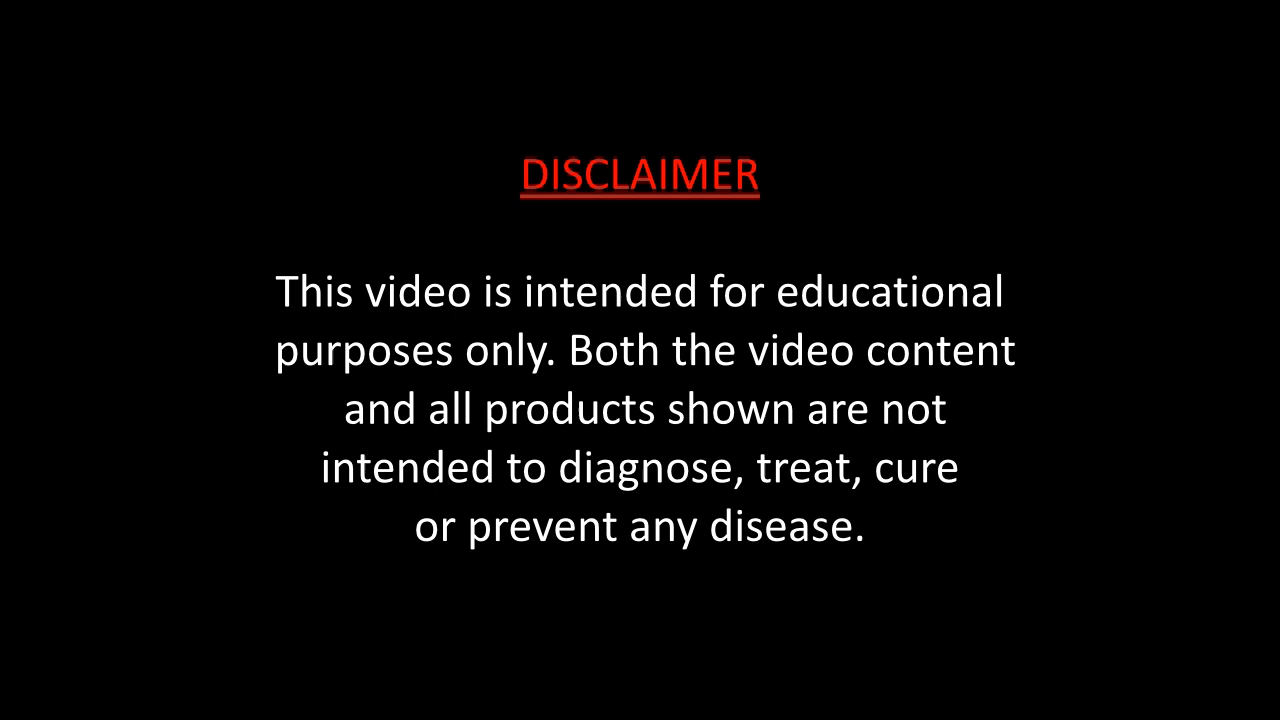 DISCLAIMER
This video is intended for educational
purposes only. Both the video content
and all products shown are not
intended to diagnose, treat, cure
or prevent any disease.